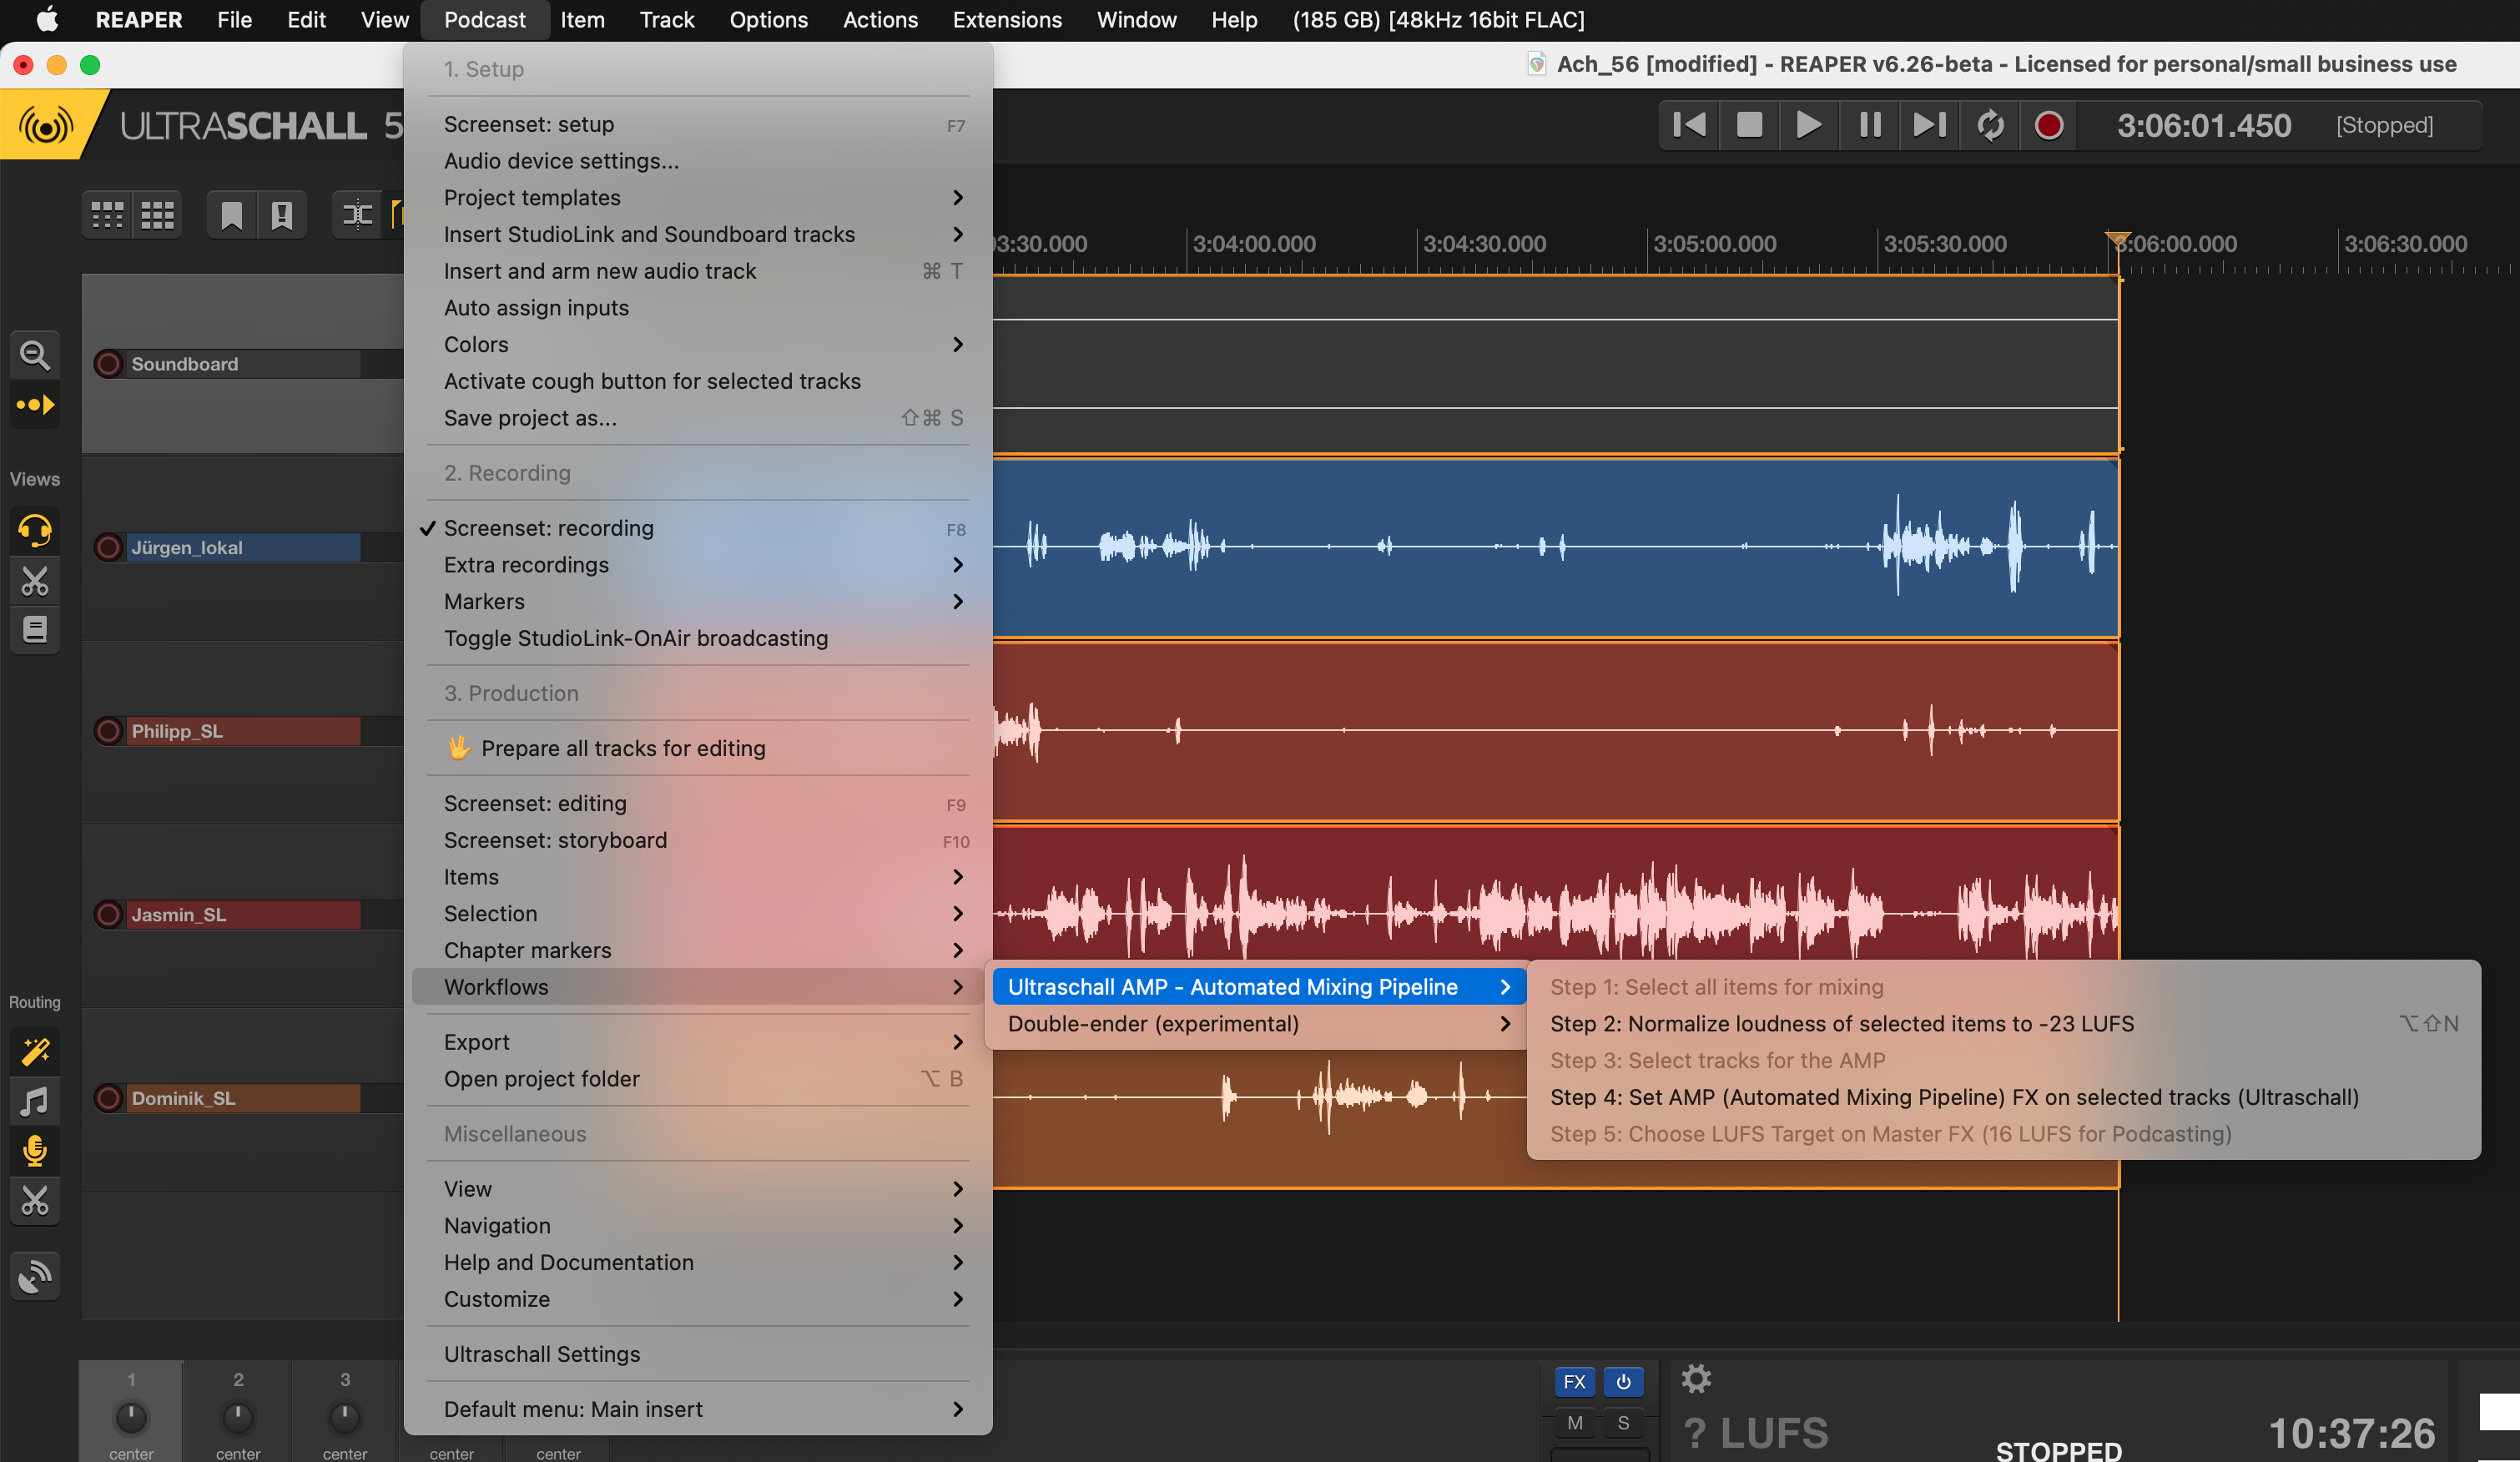 REAPER File Edit View Podcast Item Track Options Actions Extensions Window Help (185 GB) [48kHz 16bit FLAC]
Ach_56 [modified] - REAPER v6.26-beta - Licensed for personal/small business use
ULTRASCHALL 5
3:06:01.450 [Stopped]
03:30.000 3:04:00.000 3:04:30.000 3:05:00.000 3:05:30.000 3:06:00.000 3:06:30.000
Soundboard
Views
Jürgen_lokal
Philipp_SL
Jasmin_SL
Routing
Dominik_SL
1. Setup
Screenset: setup F7
Audio device settings...
Project templates
Insert StudioLink and Soundboard tracks
Insert and arm new audio track ⌘ T
Auto assign inputs
Colors
Activate cough button for selected tracks
Save project as... ⇧⌘ S
2. Recording
✓ Screenset: recording F8
Extra recordings
Markers
Toggle StudioLink-OnAir broadcasting
3. Production
🖖 Prepare all tracks for editing
Screenset: editing F9
Screenset: storyboard F10
Items
Selection
Chapter markers
Workflows
Export
Open project folder ⌥ B
Miscellaneous
View
Navigation
Help and Documentation
Customize
Ultraschall Settings
Default menu: Main insert
Ultraschall AMP - Automated Mixing Pipeline
Double-ender (experimental)
Step 1: Select all items for mixing
Step 2: Normalize loudness of selected items to -23 LUFS ⌥⇧N
Step 3: Select tracks for the AMP
Step 4: Set AMP (Automated Mixing Pipeline) FX on selected tracks (Ultraschall)
Step 5: Choose LUFS Target on Master FX (16 LUFS for Podcasting)
1 2 3
center center center center center
FX
M S
? LUFS
STOPPED
10:37:26